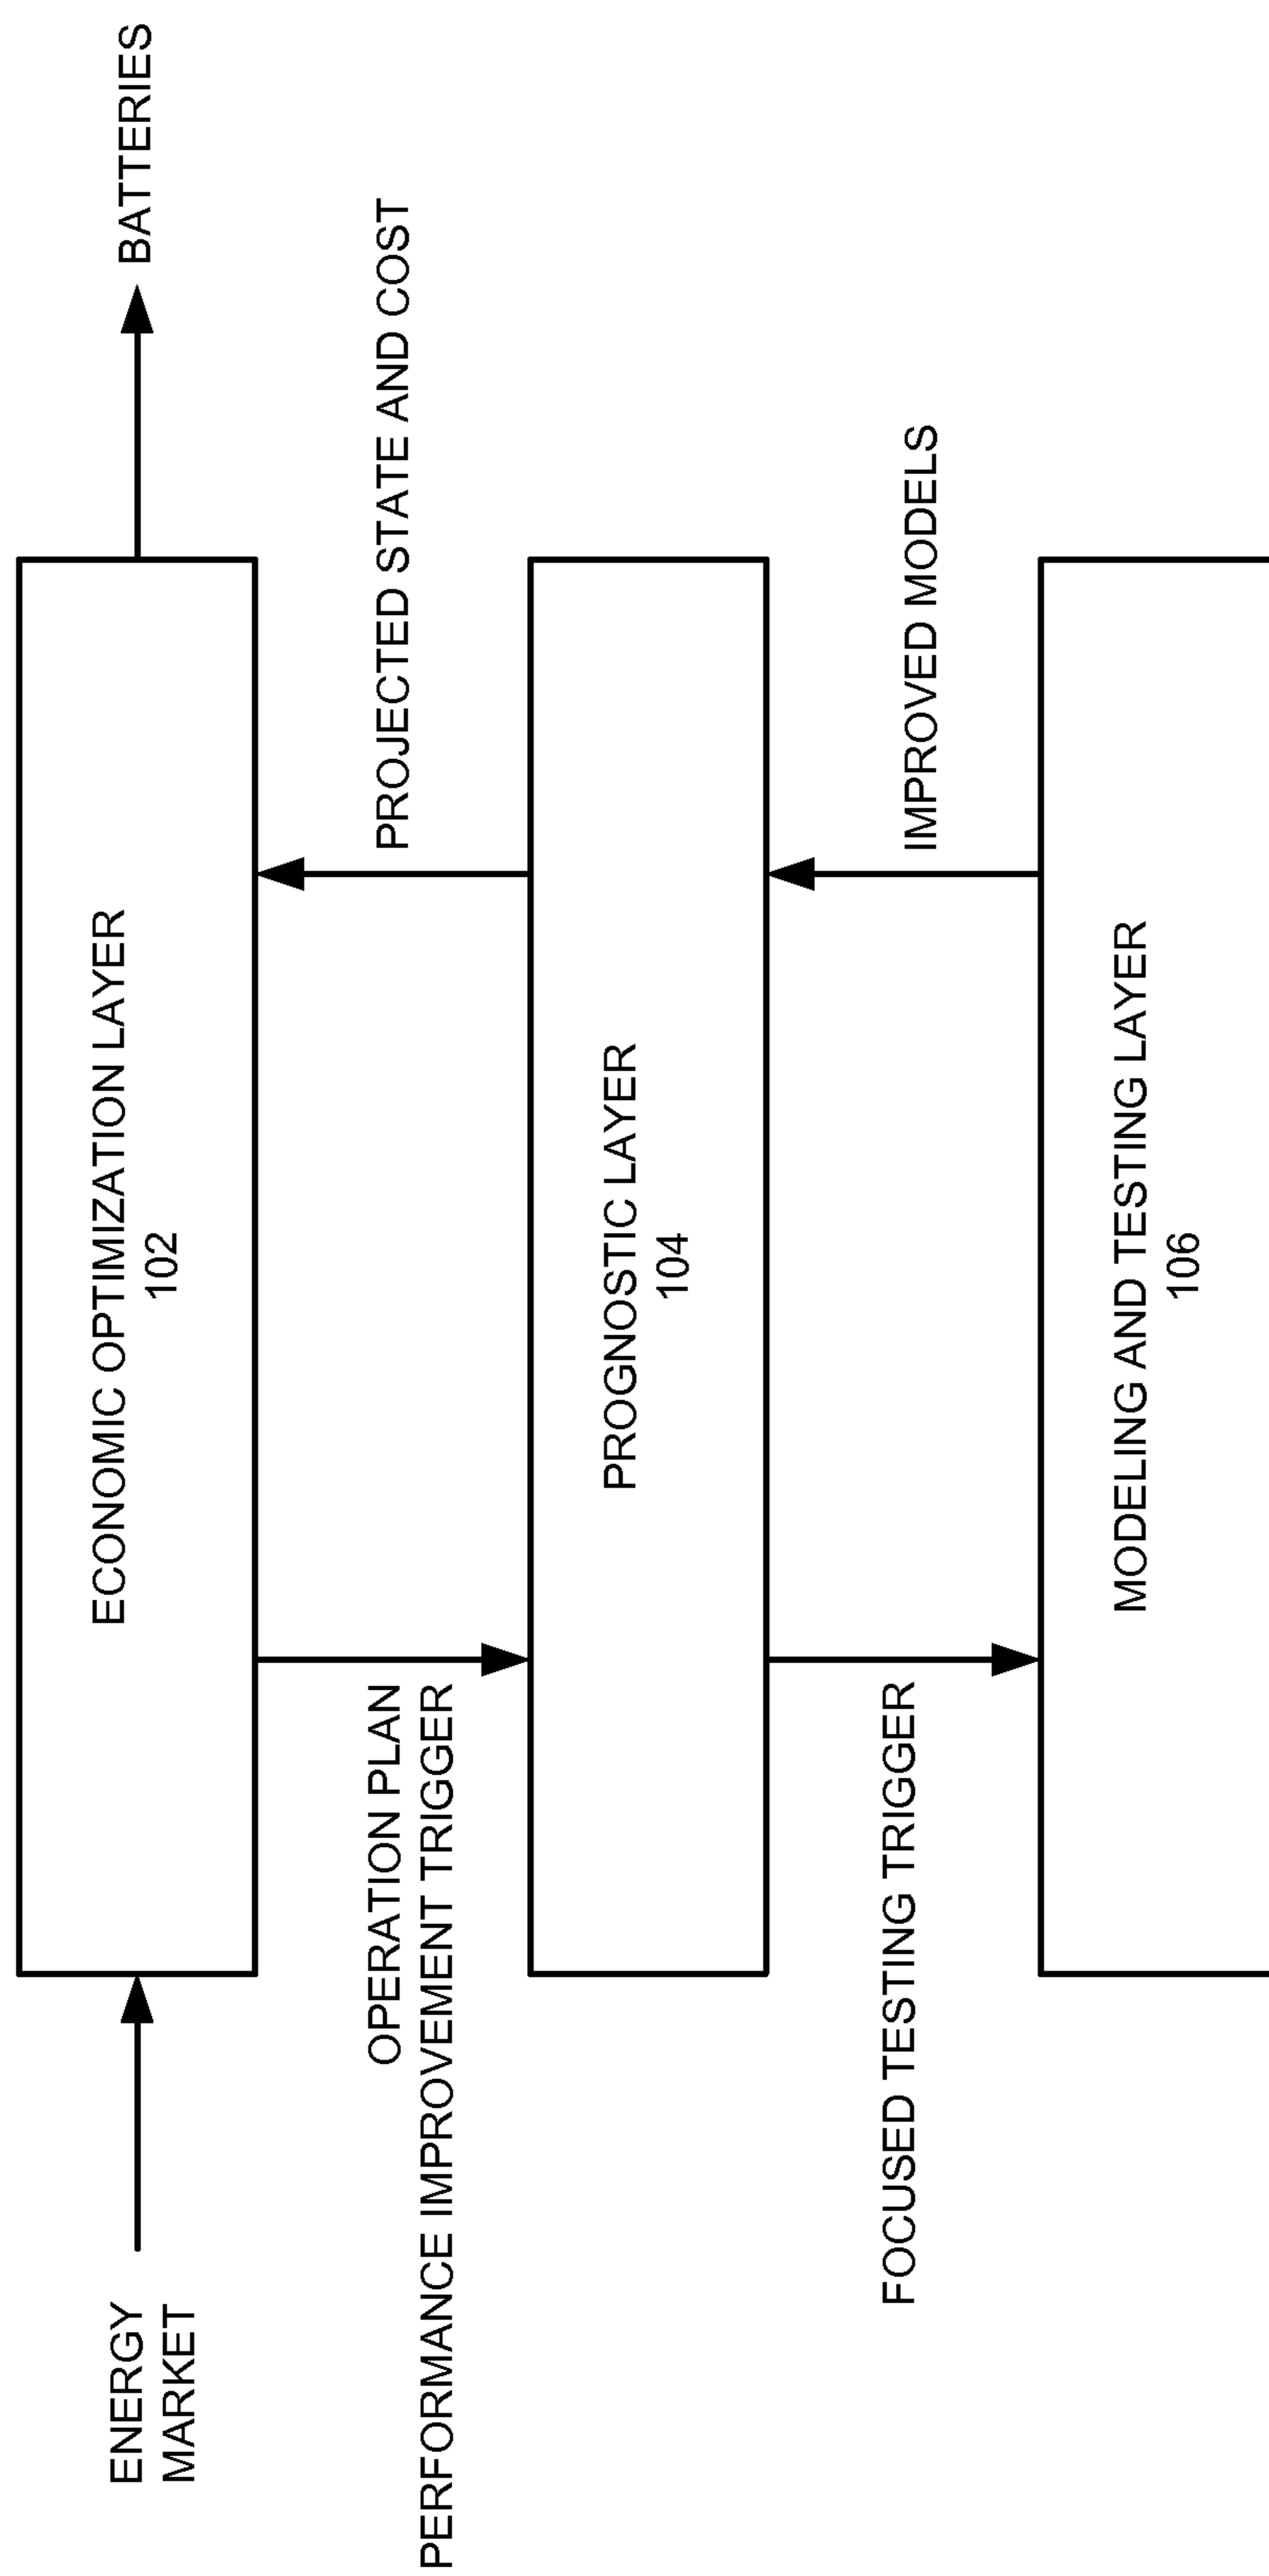 ENERGY
MARKET
ECONOMIC OPTIMIZATION LAYER
102
BATTERIES
OPERATION PLAN
PERFORMANCE IMPROVEMENT TRIGGER
PROJECTED STATE AND COST
PROGNOSTIC LAYER
104
FOCUSED TESTING TRIGGER
IMPROVED MODELS
MODELING AND TESTING LAYER
106